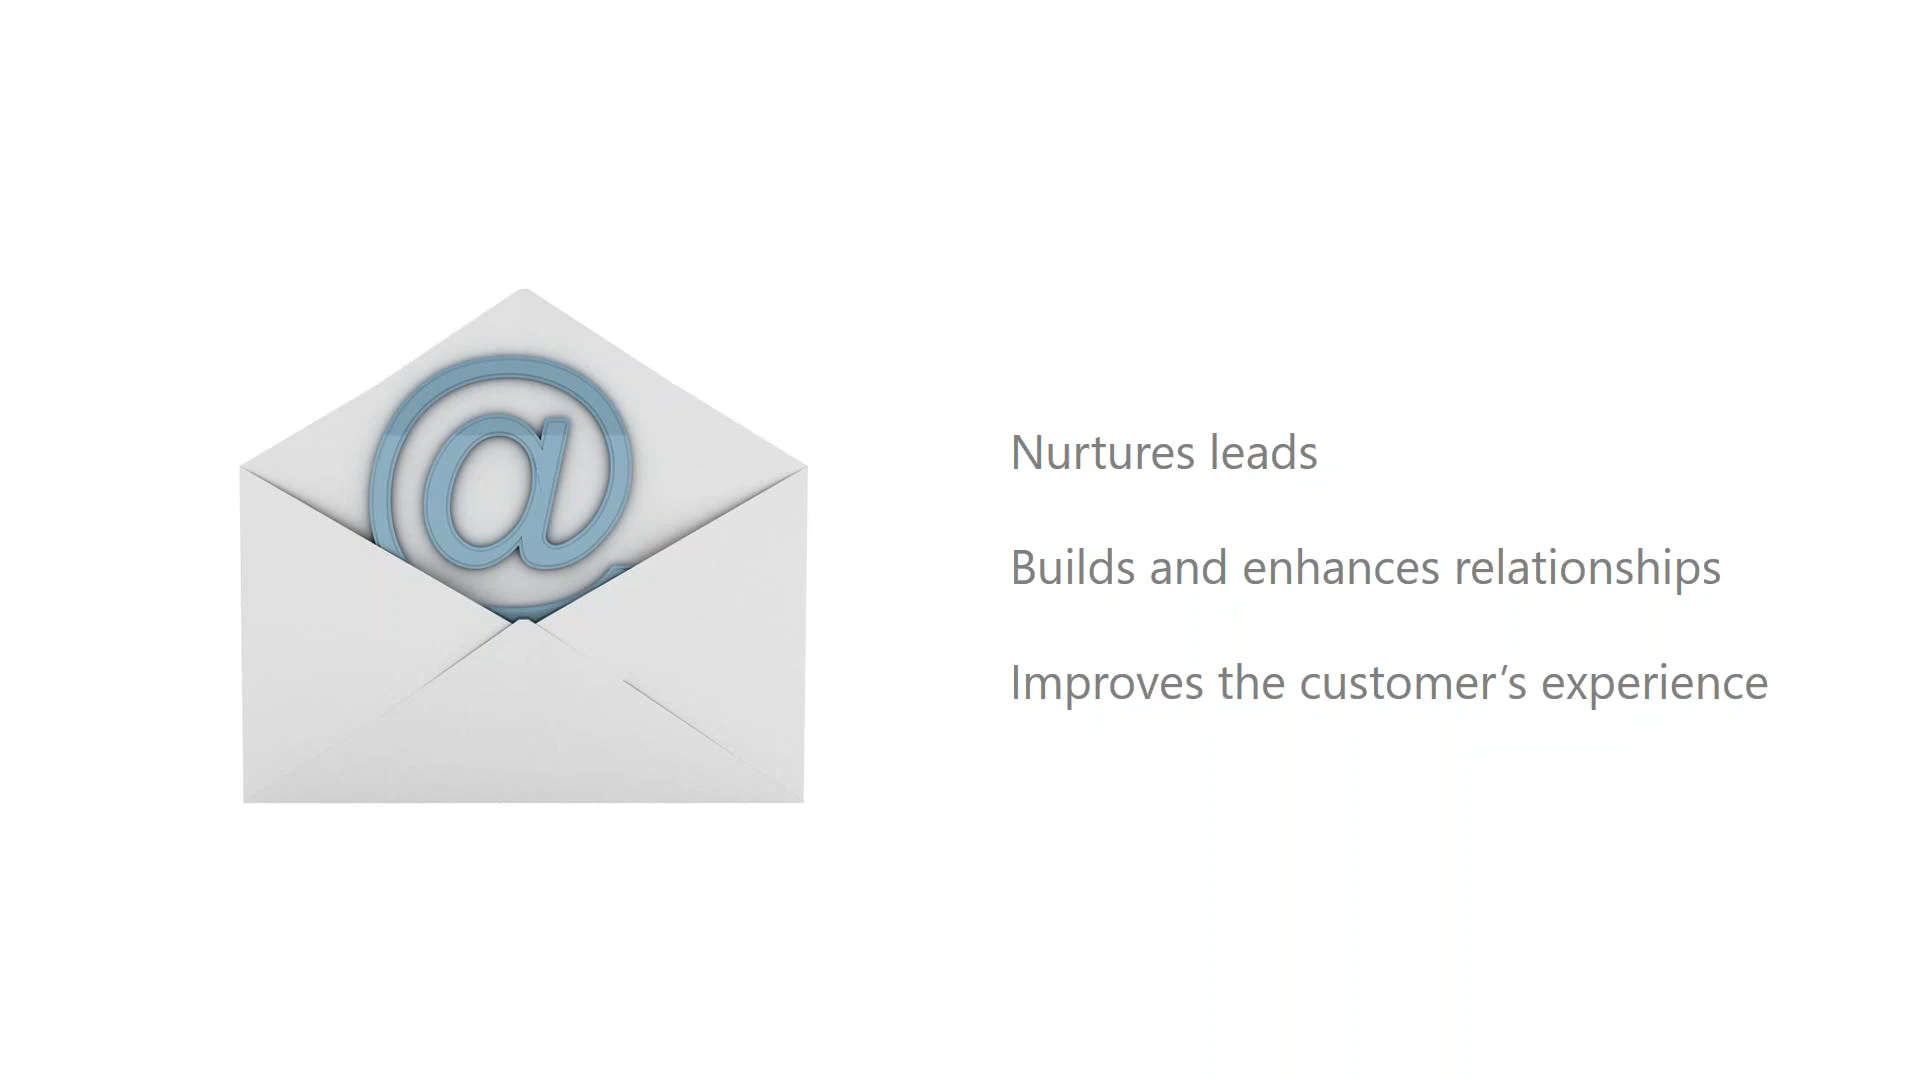 @
Nurtures leads
Builds and enhances relationships
Improves the customer’s experience